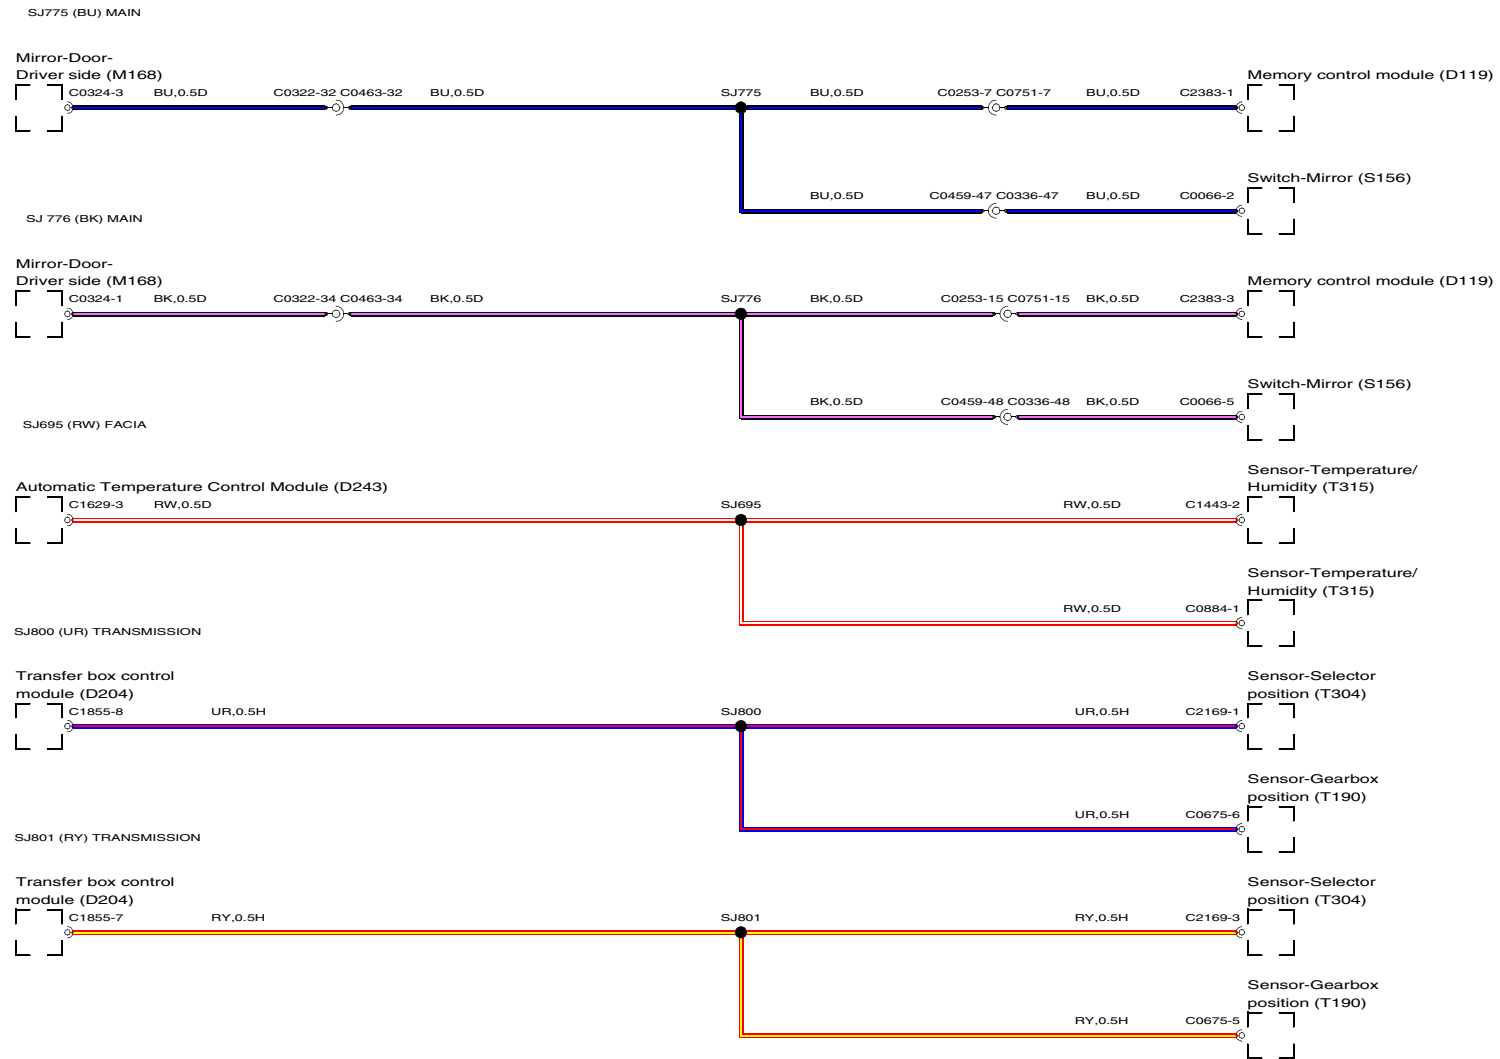 SJ775 (BU) MAIN
Mirror-Door-
Driver side (M168)
Memory control module (D119)
C0324-3 BU,0.5D C0322-32 C0463-32 BU,0.5D SJ775 BU,0.5D C0253-7 C0751-7 BU,0.5D C2383-1
Switch-Mirror (S156)
BU,0.5D C0459-47 C0336-47 BU,0.5D C0066-2
SJ 776 (BK) MAIN
Mirror-Door-
Driver side (M168)
Memory control module (D119)
C0324-1 BK,0.5D C0322-34 C0463-34 BK,0.5D SJ776 BK,0.5D C0253-15 C0751-15 BK,0.5D C2383-3
Switch-Mirror (S156)
BK,0.5D C0459-48 C0336-48 BK,0.5D C0066-5
SJ695 (RW) FACIA
Automatic Temperature Control Module (D243)
Sensor-Temperature/
Humidity (T315)
C1629-3 RW,0.5D SJ695 RW,0.5D C1443-2
Sensor-Temperature/
Humidity (T315)
RW,0.5D C0884-1
SJ800 (UR) TRANSMISSION
Transfer box control
module (D204)
Sensor-Selector
position (T304)
C1855-8 UR,0.5H SJ800 UR,0.5H C2169-1
Sensor-Gearbox
position (T190)
UR,0.5H C0675-6
SJ801 (RY) TRANSMISSION
Transfer box control
module (D204)
Sensor-Selector
position (T304)
C1855-7 RY,0.5H SJ801 RY,0.5H C2169-3
Sensor-Gearbox
position (T190)
RY,0.5H C0675-5